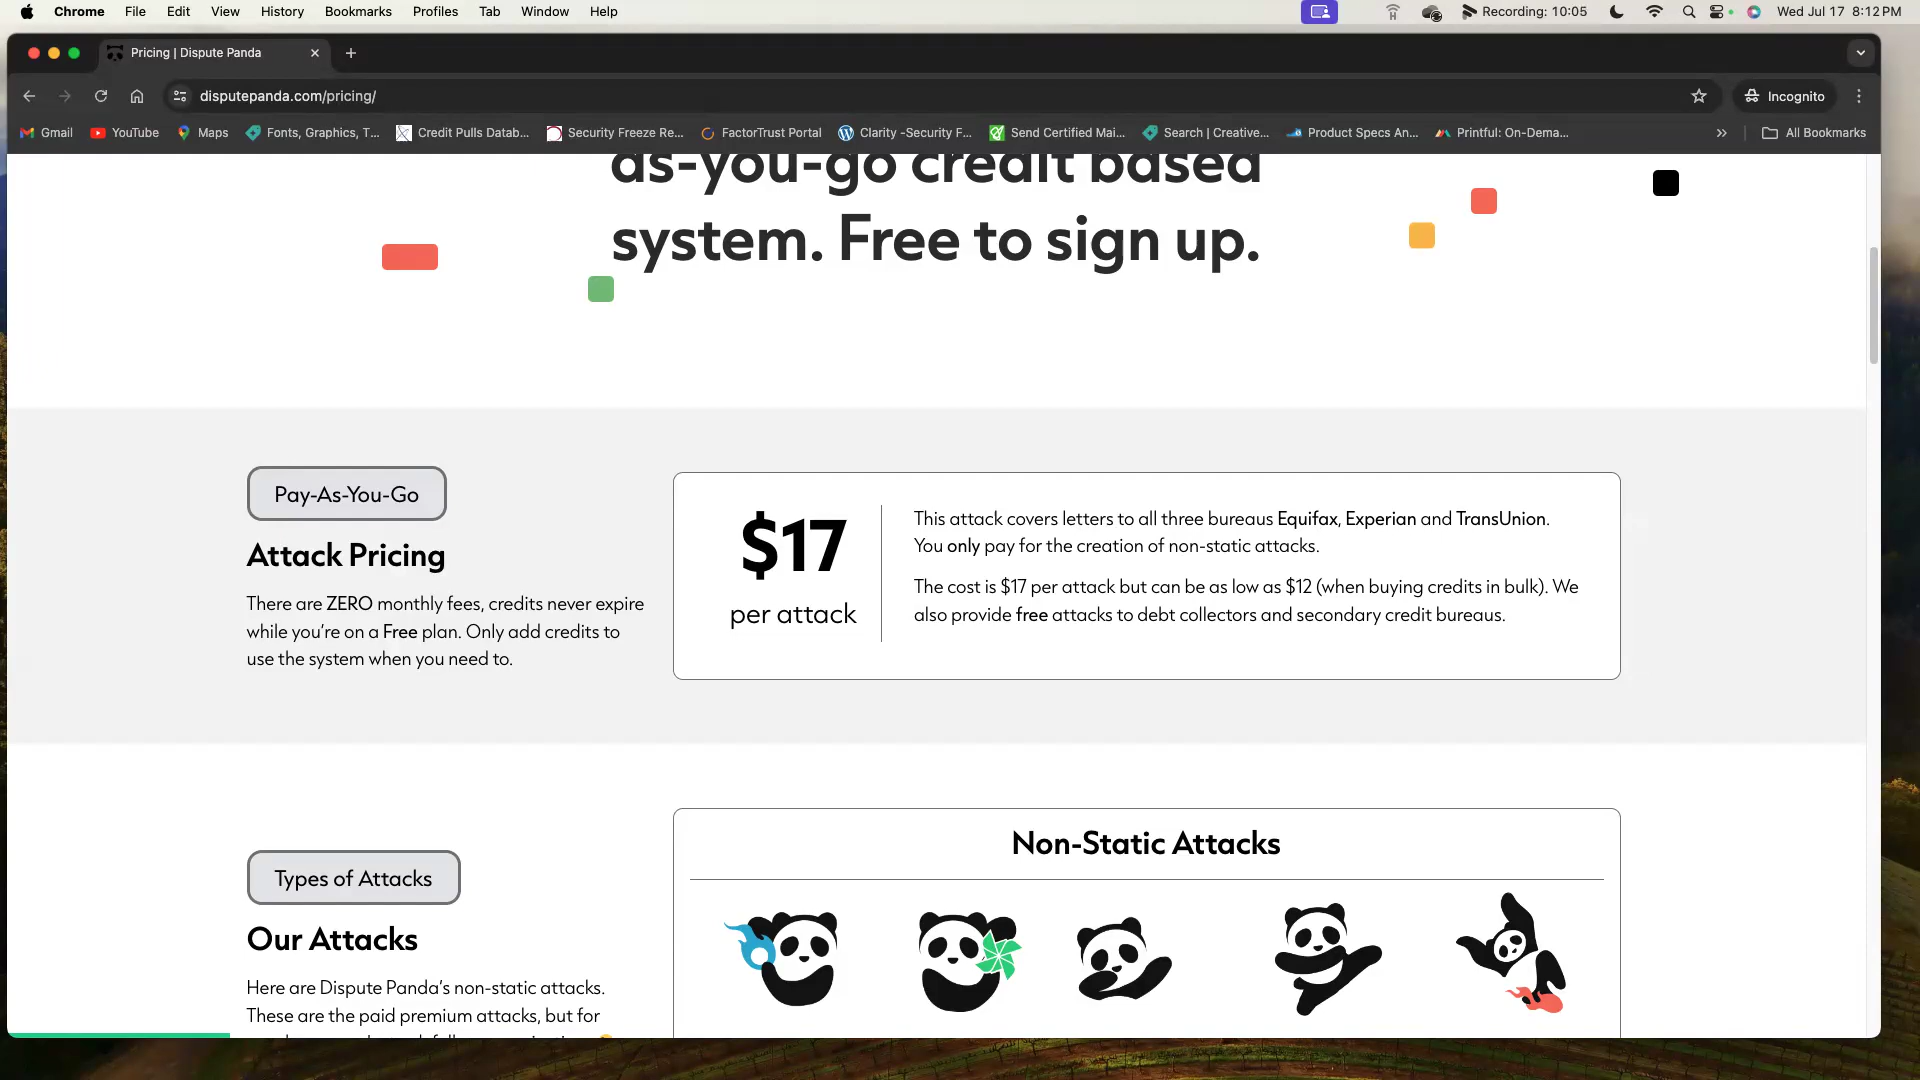 Chrome File Edit View History Bookmarks Profiles Tab Window Help Recording: 10:05 Wed Jul 17 8:12 PM
Pricing | Dispute Panda
disputepanda.com/pricing/ Incognito
Gmail YouTube Maps Fonts, Graphics, T... Credit Pulls Datab... Security Freeze Re... FactorTrust Portal Clarity -Security F... Send Certified Mai... Search | Creative... Product Specs An... Printful: On-Dema... » All Bookmarks
as-you-go credit based
system. Free to sign up.
Pay-As-You-Go
Attack Pricing
There are ZERO monthly fees, credits never expire
while you're on a Free plan. Only add credits to
use the system when you need to.
$17
per attack
This attack covers letters to all three bureaus Equifax, Experian and TransUnion.
You only pay for the creation of non-static attacks.
The cost is $17 per attack but can be as low as $12 (when buying credits in bulk). We
also provide free attacks to debt collectors and secondary credit bureaus.
Types of Attacks
Our Attacks
Here are Dispute Panda's non-static attacks.
These are the paid premium attacks, but for
Non-Static Attacks